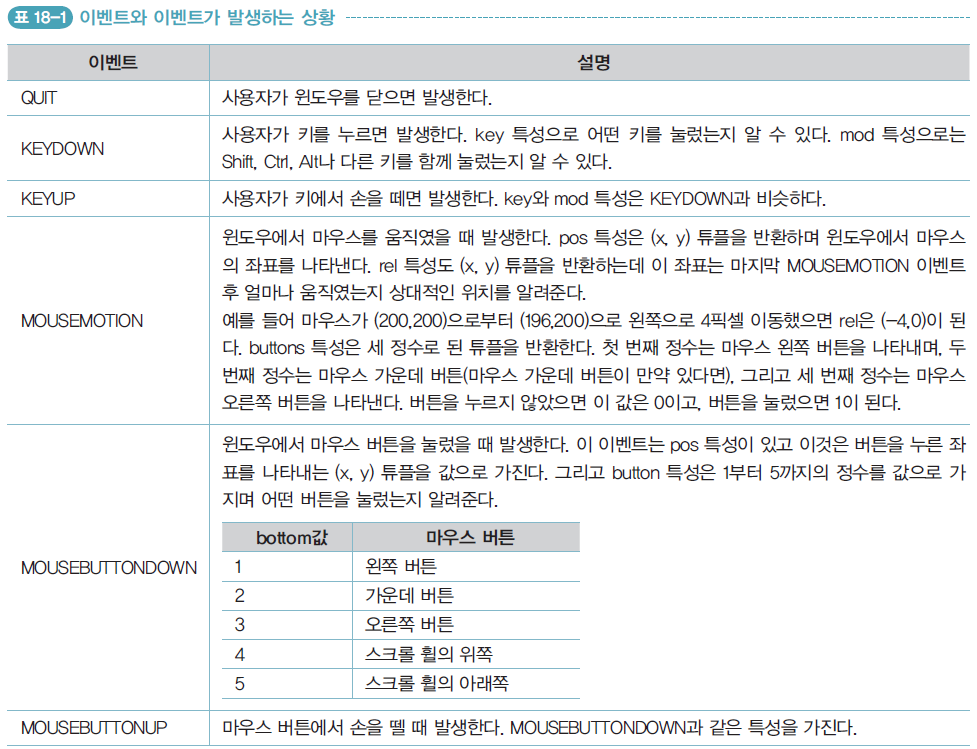 표 18-1 이벤트와 이벤트가 발생하는 상황
이벤트 설명
QUIT 사용자가 윈도우를 닫으면 발생한다.
KEYDOWN 사용자가 키를 누르면 발생한다. key 특성으로 어떤 키를 눌렀는지 알 수 있다. mod 특성으로는
Shift, Ctrl, Alt나 다른 키를 함께 눌렀는지 알 수 있다.
KEYUP 사용자가 키에서 손을 떼면 발생한다. key와 mod 특성은 KEYDOWN과 비슷하다.
MOUSEMOTION
윈도우에서 마우스를 움직였을 때 발생한다. pos 특성은 (x, y) 튜플을 반환하며 윈도우에서 마우스
의 좌표를 나타낸다. rel 특성도 (x, y) 튜플을 반환하는데 이 좌표는 마지막 MOUSEMOTION 이벤트
후 얼마나 움직였는지 상대적인 위치를 알려준다.
예를 들어 마우스가 (200,200)으로부터 (196,200)으로 왼쪽으로 4픽셀 이동했으면 rel은 (-4,0)이 된
다. buttons 특성은 세 정수로 된 튜플을 반환한다. 첫 번째 정수는 마우스 왼쪽 버튼을 나타내며, 두
번째 정수는 마우스 가운데 버튼(마우스 가운데 버튼이 만약 있다면), 그리고 세 번째 정수는 마우스
오른쪽 버튼을 나타낸다. 버튼을 누르지 않았으면 이 값은 0이고, 버튼을 눌렀으면 1이 된다.
MOUSEBUTTONDOWN
윈도우에서 마우스 버튼을 눌렀을 때 발생한다. 이 이벤트는 pos 특성이 있고 이것은 버튼을 누른 좌
표를 나타내는 (x, y) 튜플을 값으로 가진다. 그리고 button 특성은 1부터 5까지의 정수를 값으로 가
지며 어떤 버튼을 눌렀는지 알려준다.
bottom값 마우스 버튼
1 왼쪽 버튼
2 가운데 버튼
3 오른쪽 버튼
4 스크롤 휠의 위쪽
5 스크롤 휠의 아래쪽
MOUSEBUTTONUP 마우스 버튼에서 손을 뗄 때 발생한다. MOUSEBUTTONDOWN과 같은 특성을 가진다.